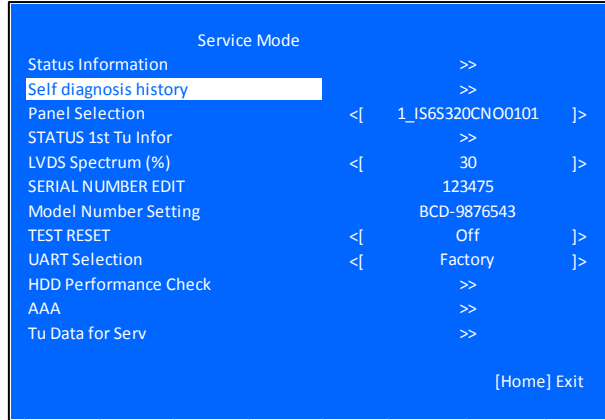 Service Mode
Status Information >>
Self diagnosis history >>
Panel Selection <[ 1_IS6S320CNO0101 ]>
STATUS 1st Tu Infor >>
LVDS Spectrum (%) <[ 30 ]>
SERIAL NUMBER EDIT 123475
Model Number Setting BCD-9876543
TEST RESET <[ Off ]>
UART Selection <[ Factory ]>
HDD Performance Check >>
AAA >>
Tu Data for Serv >>
[Home] Exit